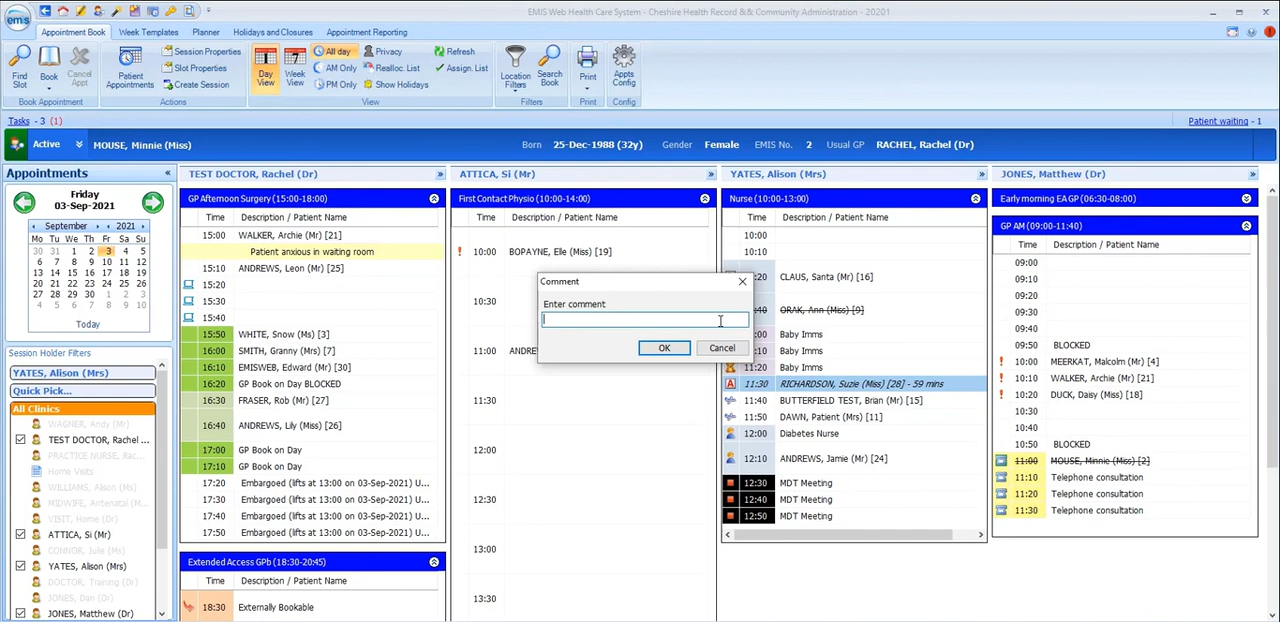 EMIS Web Health Care System - Cheshire Health Record && Community Administration - 20201
emis
Appointment Book Week Templates Planner Holidays and Closures Appointment Reporting
Find Slot
Book
Cancel Appt
Book Appointment
Patient Appointments
Session Properties
Slot Properties
Create Session
Actions
Day View
Week View
All day
AM Only
PM Only
Privacy
Realloc. List
Show Holidays
Refresh
Assign. List
View
Location Filters
Search Book
Filters
Print
Print
Appts Config
Config
Tasks - 3 (1)
Patient waiting - 1
Active MOUSE, Minnie (Miss) Born 25-Dec-1988 (32y) Gender Female EMIS No. 2 Usual GP RACHEL, Rachel (Dr)
Appointments «
Friday
03-Sep-2021
September 2021
Mo Tu We Th Fr Sa Su
30 31 1 2 3 4 5
6 7 8 9 10 11 12
13 14 15 16 17 18 19
20 21 22 23 24 25 26
27 28 29 30 1 2 3
4 5 6 7 8 9 10
Today
Session Holder Filters
YATES, Alison (Mrs)
Quick Pick...
All Clinics
WAGNER, Andy (Mr)
TEST DOCTOR, Rachel ...
PRACTICE NURSE, Rac...
Home Visits
WILLIAMS, Alison (Ms)
MIDWIFE, Antenatal (M...
VISIT, Home (Dr)
ATTICA, Si (Mr)
CONNOR, Julie (Ms)
YATES, Alison (Mrs)
DOCTOR, Training (Dr)
JONES, Dan (Dr)
JONES, Matthew (Dr)
TEST DOCTOR, Rachel (Dr) »
GP Afternoon Surgery (15:00-18:00)
Time Description / Patient Name
15:00 WALKER, Archie (Mr) [21]
Patient anxious in waiting room
15:10 ANDREWS, Leon (Mr) [25]
15:20
15:30
15:40
15:50 WHITE, Snow (Ms) [3]
16:00 SMITH, Granny (Mrs) [7]
16:10 EMISWEB, Edward (Mr) [30]
16:20 GP Book on Day BLOCKED
16:30 FRASER, Rob (Mr) [27]
16:40 ANDREWS, Lily (Miss) [26]
17:00 GP Book on Day
17:10 GP Book on Day
17:20 Embargoed (lifts at 13:00 on 03-Sep-2021) U...
17:30 Embargoed (lifts at 13:00 on 03-Sep-2021) U...
17:40 Embargoed (lifts at 13:00 on 03-Sep-2021) U...
17:50 Embargoed (lifts at 13:00 on 03-Sep-2021) U...
Extended Access GPb (18:30-20:45)
Time Description / Patient Name
18:30 Externally Bookable
ATTICA, Si (Mr) »
First Contact Physio (10:00-14:00)
Time Description / Patient Name
! 10:00 BOPAYNE, Elle (Miss) [19]
10:30
11:00 ANDRE
11:30
12:00
12:30
13:00
13:30
Comment
Enter comment
OK Cancel
YATES, Alison (Mrs) »
Nurse (10:00-13:00)
Time Description / Patient Name
10:00
10:10
:20 CLAUS, Santa (Mr) [16]
:40 ORAK, Ann (Miss) [9]
:00 Baby Imms
:10 Baby Imms
11:20 Baby Imms
A 11:30 RICHARDSON, Suzie (Miss) [28] - 59 mins
11:40 BUTTERFIELD TEST, Brian (Mr) [15]
11:50 DAWN, Patient (Mrs) [11]
12:00 Diabetes Nurse
12:10 ANDREWS, Jamie (Mr) [24]
12:30 MDT Meeting
12:40 MDT Meeting
12:50 MDT Meeting
JONES, Matthew (Dr) »
Early morning EA GP (06:30-08:00)
GP AM (09:00-11:40)
Time Description / Patient Name
09:00
09:10
09:20
09:30
09:40
09:50 BLOCKED
! 10:00 MEERKAT, Malcolm (Mr) [4]
! 10:10 WALKER, Archie (Mr) [21]
! 10:20 DUCK, Daisy (Miss) [18]
10:30
10:50 BLOCKED
11:00 MOUSE, Minnie (Miss) [2]
11:10 Telephone consultation
11:20 Telephone consultation
11:30 Telephone consultation